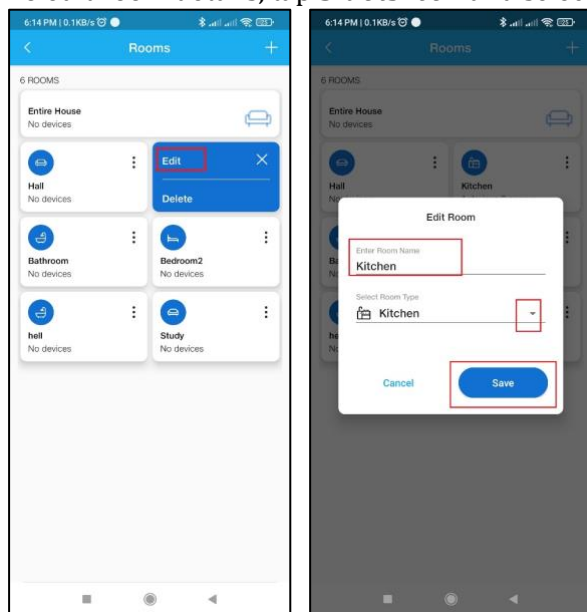 6:14 PM | 0.1KB/s
Rooms
6 ROOMS
Entire House
No devices
Edit
Hall
No devices
Delete
Bathroom
No devices
Bedroom2
No devices
hell
No devices
Study
No devices
6:14 PM | 0.1KB/s
Rooms
6 ROOMS
Entire House
No devices
Hall
No devices
Kitchen
Edit Room
Enter Room Name
Kitchen
Select Room Type
Kitchen
Cancel
Save